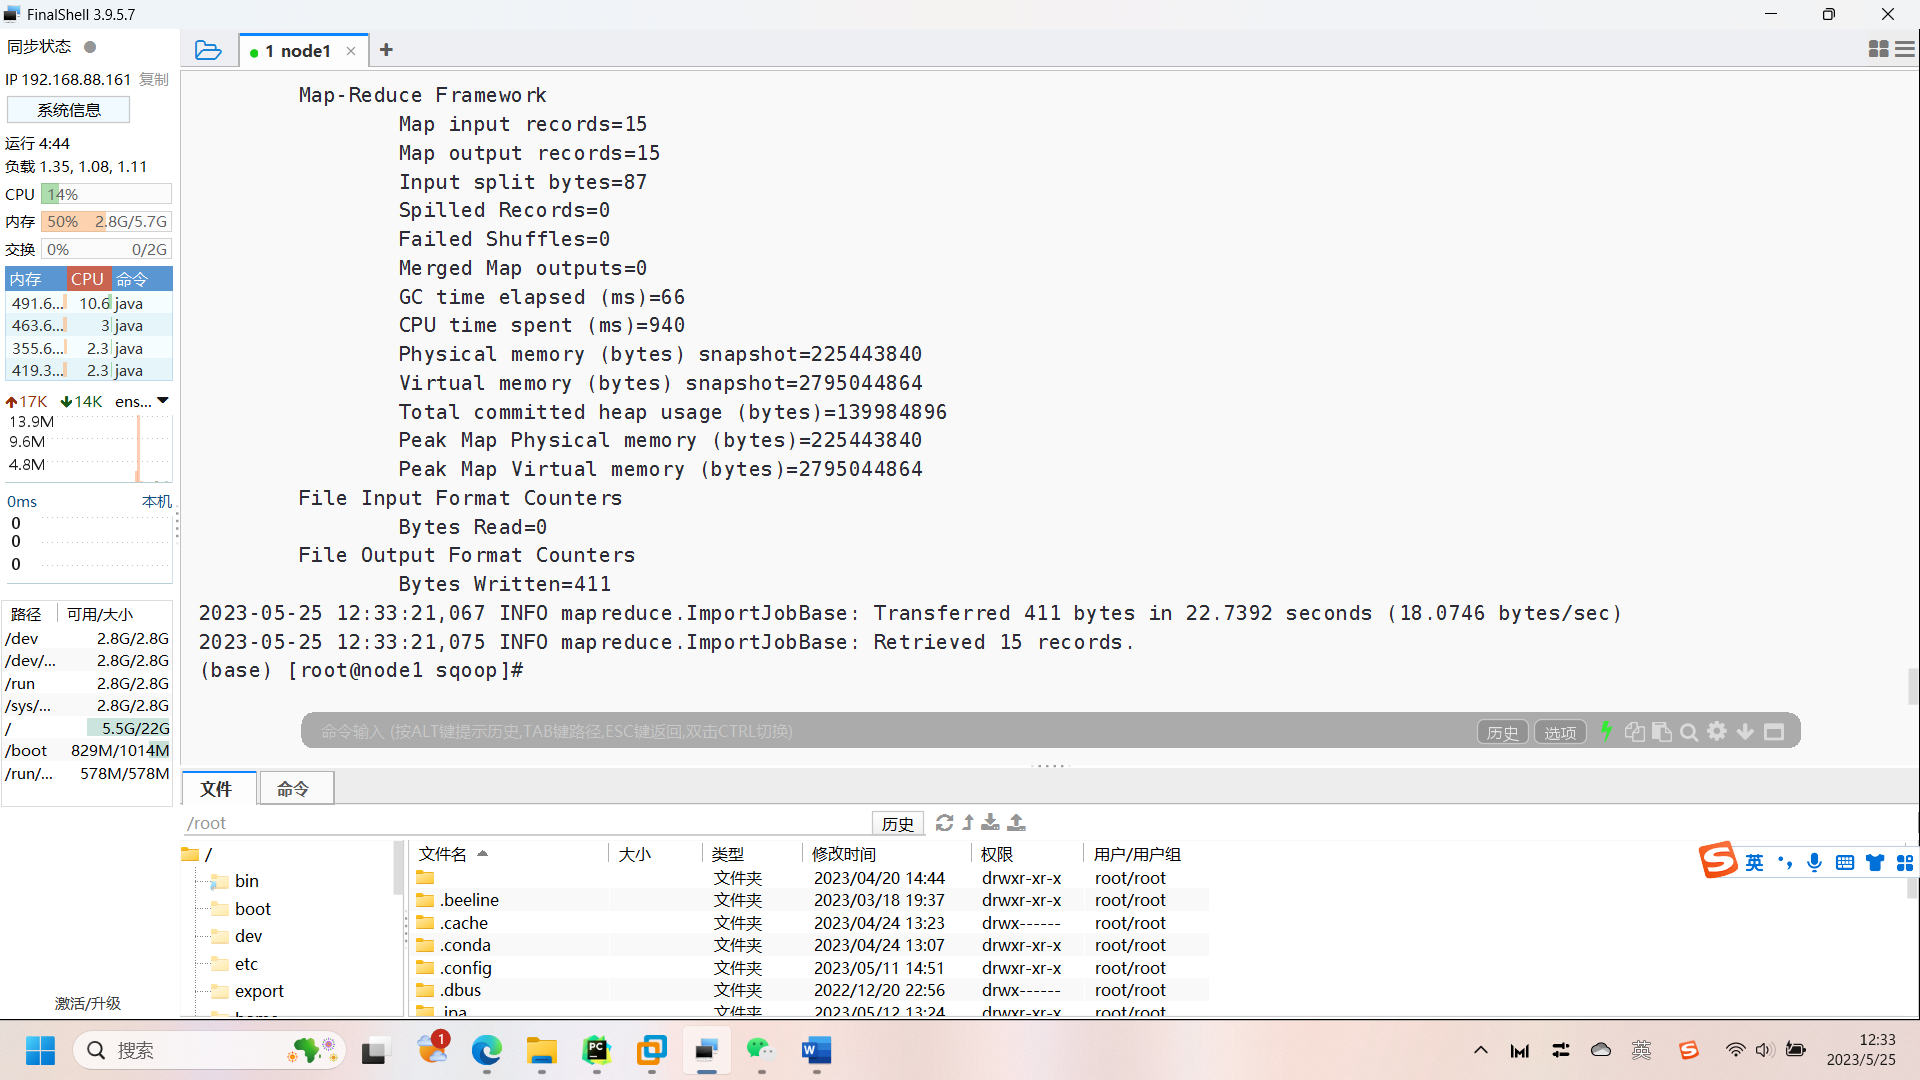 FinalShell 3.9.5.7
同步状态
IP 192.168.88.161 复制
系统信息
运行 4:44
负载 1.35, 1.08, 1.11
CPU 14%
内存 50% 2.8G/5.7G
交换 0% 0/2G
内存 CPU 命令
491.6... 10.6 java
463.6... 3 java
355.6... 2.3 java
419.3... 2.3 java
17K 14K ens...
13.9M
9.6M
4.8M
0ms 本机
0
0
0
路径 可用/大小
/dev 2.8G/2.8G
/dev/... 2.8G/2.8G
/run 2.8G/2.8G
/sys/... 2.8G/2.8G
/ 5.5G/22G
/boot 829M/1014M
/run/... 578M/578M
激活/升级
1 node1
Map-Reduce Framework
Map input records=15
Map output records=15
Input split bytes=87
Spilled Records=0
Failed Shuffles=0
Merged Map outputs=0
GC time elapsed (ms)=66
CPU time spent (ms)=940
Physical memory (bytes) snapshot=225443840
Virtual memory (bytes) snapshot=2795044864
Total committed heap usage (bytes)=139984896
Peak Map Physical memory (bytes)=225443840
Peak Map Virtual memory (bytes)=2795044864
File Input Format Counters
Bytes Read=0
File Output Format Counters
Bytes Written=411
2023-05-25 12:33:21,067 INFO mapreduce.ImportJobBase: Transferred 411 bytes in 22.7392 seconds (18.0746 bytes/sec)
2023-05-25 12:33:21,075 INFO mapreduce.ImportJobBase: Retrieved 15 records.
(base) [root@node1 sqoop]#
命令输入 (按ALT键提示历史,TAB键路径,ESC键返回,双击CTRL切换) 历史 选项
文件 命令
/root 历史
/
bin
boot
dev
etc
export
文件名 大小 类型 修改时间 权限 用户/用户组
文件夹 2023/04/20 14:44 drwxr-xr-x root/root
.beeline 文件夹 2023/03/18 19:37 drwxr-xr-x root/root
.cache 文件夹 2023/04/24 13:23 drwx------ root/root
.conda 文件夹 2023/04/24 13:07 drwxr-xr-x root/root
.config 文件夹 2023/05/11 14:51 drwxr-xr-x root/root
.dbus 文件夹 2022/12/20 22:56 drwx------ root/root
文件夹 2023/05/12 13:24 drwxr-xr-x root/root
英
搜索
1
英
12:33
2023/5/25